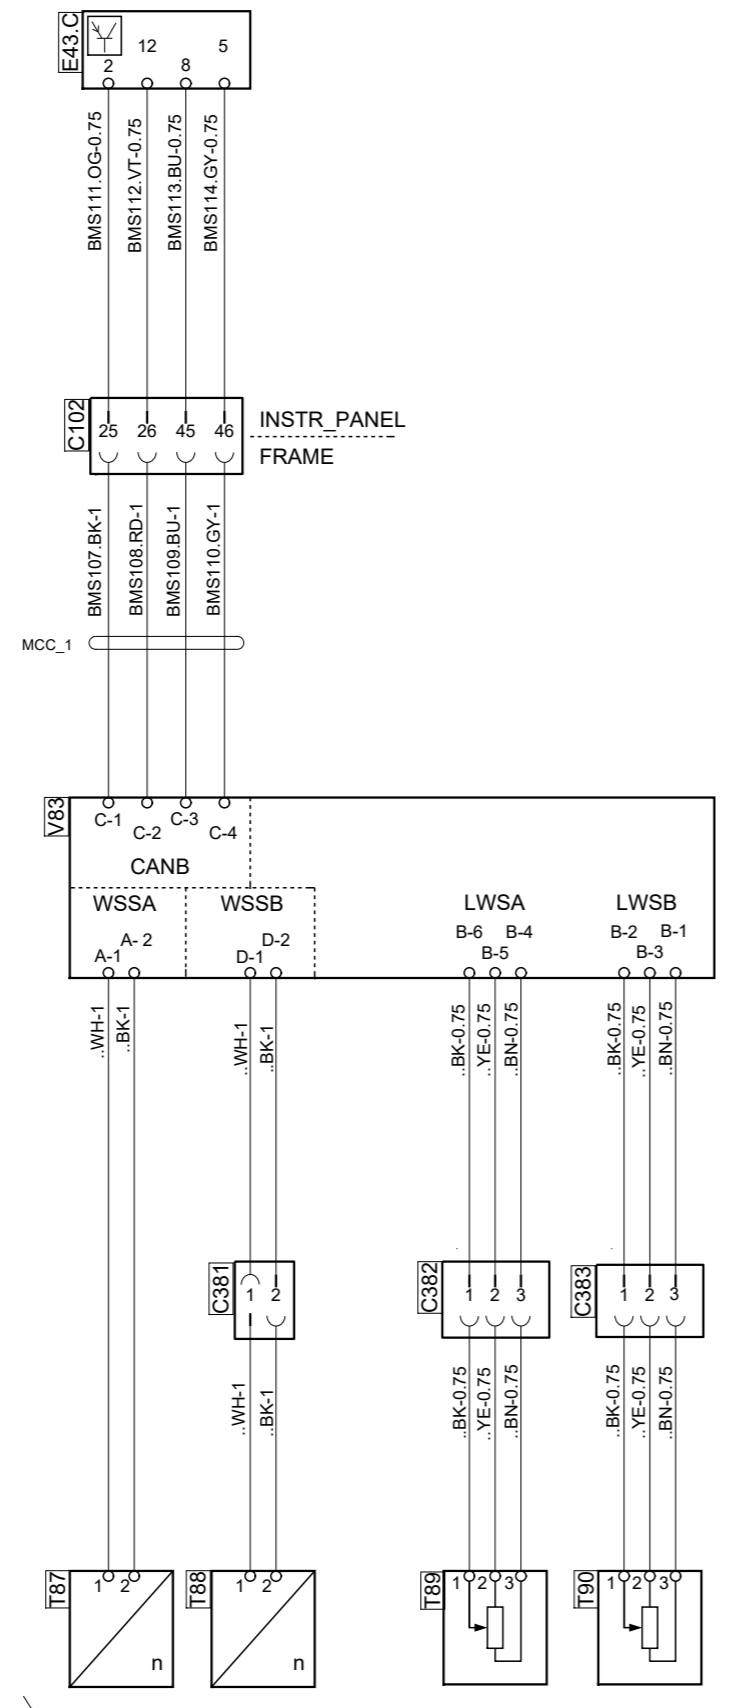 E43.C
12 5
2 8
BMS111.OG-0.75
BMS112.VT-0.75
BMS113.BU-0.75
BMS114.GY-0.75
C102
25 26 45 46
INSTR_PANEL
FRAME
BMS107.BK-1
BMS108.RD-1
BMS109.BU-1
BMS110.GY-1
MCC_1
V83
C-1 C-2 C-3 C-4
CANB
WSSA WSSB LWSA LWSB
A-1 A- 2 D-1 D-2 B-6 B-5 B-4 B-2 B-3 B-1
..WH-1
..BK-1
..WH-1
..BK-1
..BK-0.75
..YE-0.75
..BN-0.75
..BK-0.75
..YE-0.75
..BN-0.75
C381
1 2
C382
1 2 3
C383
1 2 3
..WH-1
..BK-1
..BK-0.75
..YE-0.75
..BN-0.75
..BK-0.75
..YE-0.75
..BN-0.75
T87
1 2
n
T88
1 2
n
T89
1 2 3
T90
1 2 3